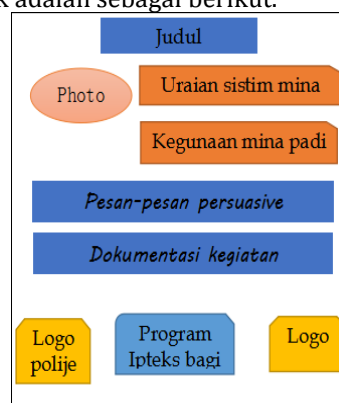 k adalah sebagai berikut:
Judul
Photo
Uraian sistim mina
Kegunaan mina padi
Pesan-pesan persuasive
Dokumentasi kegiatan
Logo
polije
Program
Ipteks bagi
Logo